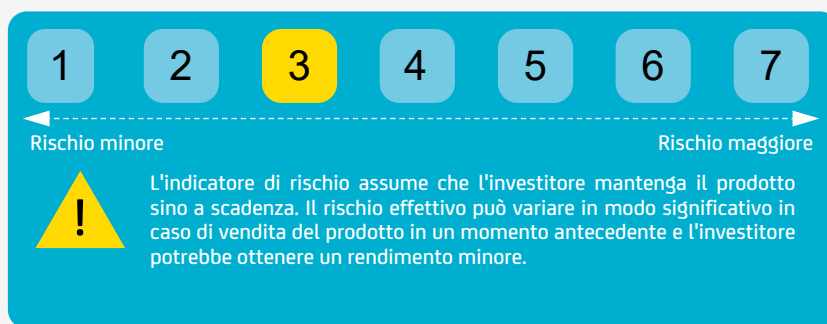 1 2 3 4 5 6 7
Rischio minore Rischio maggiore
!
L'indicatore di rischio assume che l'investitore mantenga il prodotto
sino a scadenza. Il rischio effettivo può variare in modo significativo in
caso di vendita del prodotto in un momento antecedente e l'investitore
potrebbe ottenere un rendimento minore.